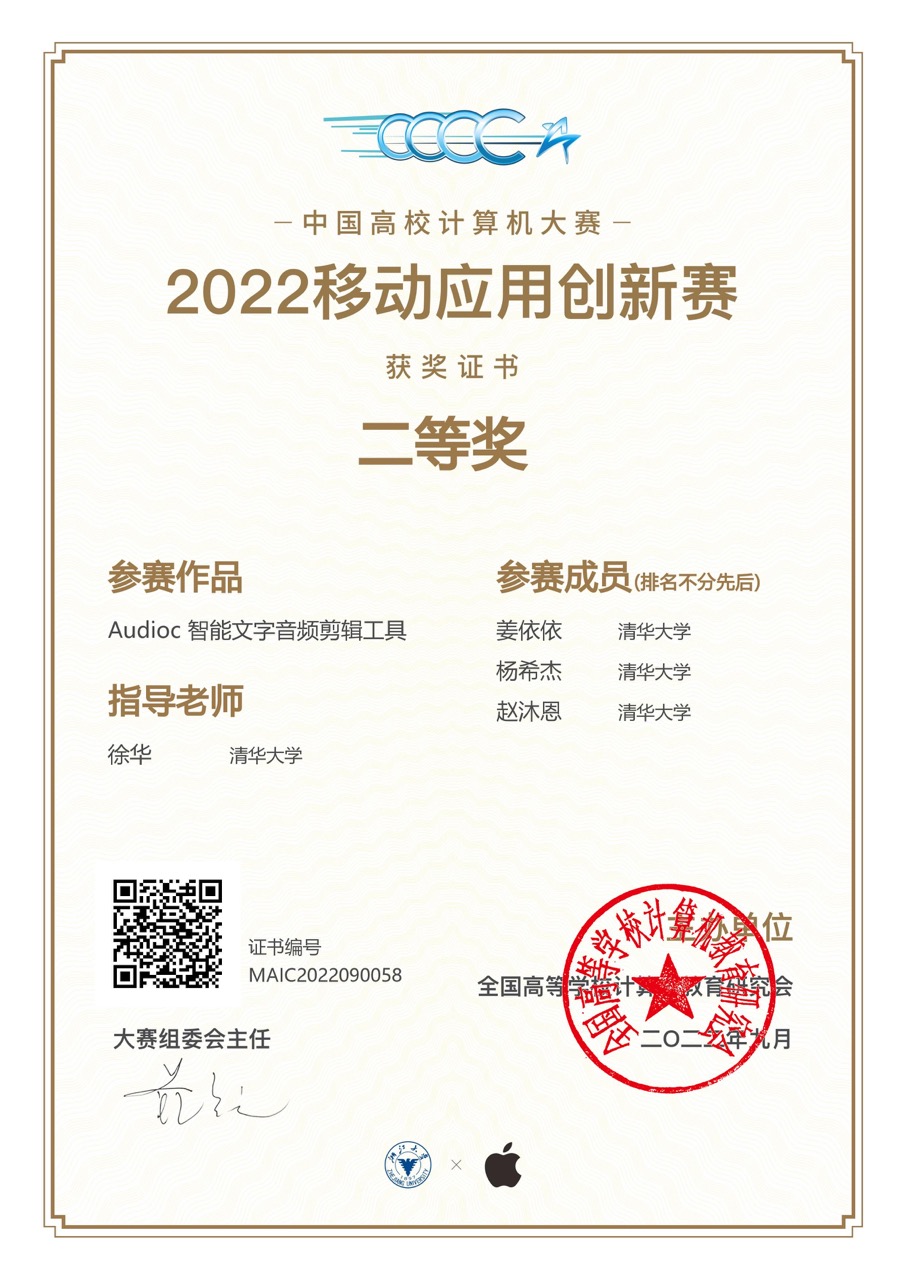 CCCC
中国高校计算机大赛
2022移动应用创新赛
获奖证书
二等奖
参赛作品
Audioc 智能文字音频剪辑工具
指导老师
徐华 清华大学
参赛成员(排名不分先后)
姜依依 清华大学
杨希杰 清华大学
赵沐恩 清华大学
证书编号
MAIC2022090058
大赛组委会主任
主办单位
全国高等学校计算机教育研究会
二〇二二年九月
全国高等学校计算机教育研究会
浙江大学
ZHEJIANG UNIVERSITY
×